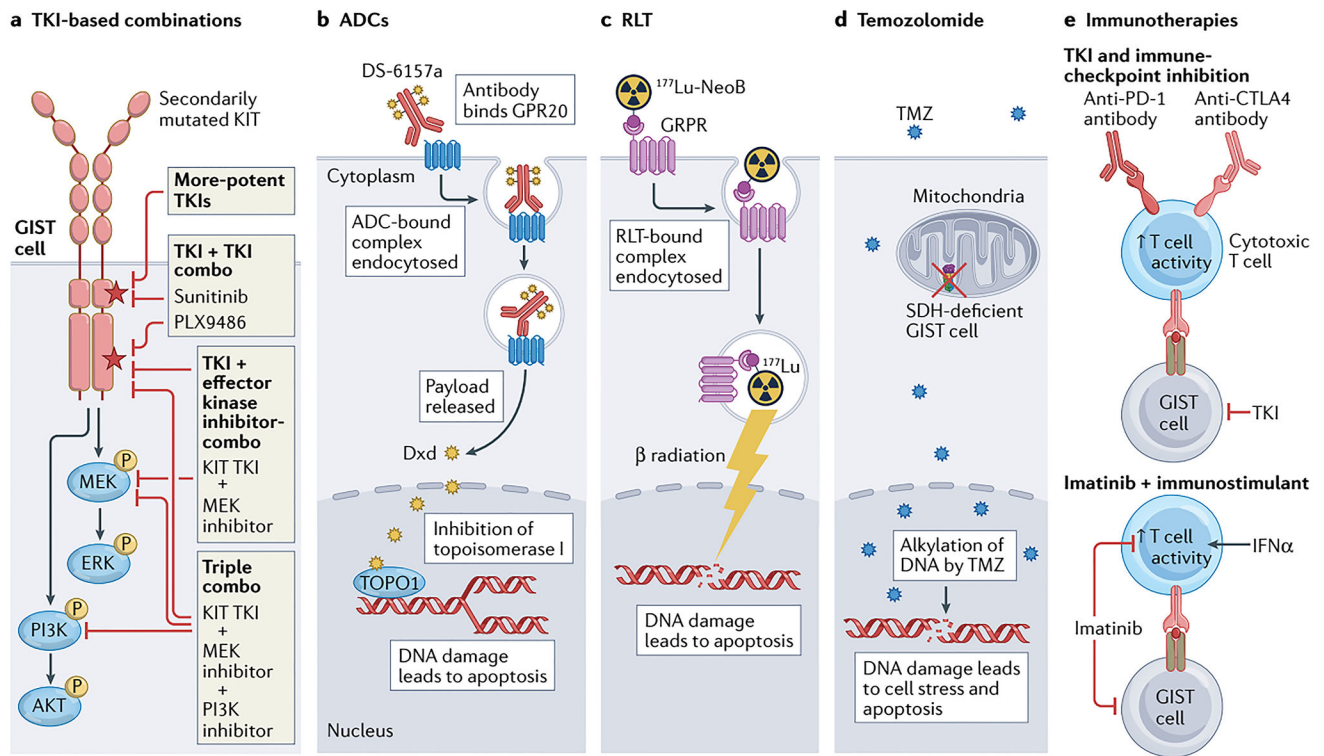 a TKI-based combinations
Secondarily
mutated KIT
GIST
cell
More-potent
TKIs
TKI + TKI
combo
Sunitinib
PLX9486
TKI +
effector
kinase
inhibitor-
combo
KIT TKI
+
MEK
inhibitor
Triple
combo
KIT TKI
+
MEK
inhibitor
+
PI3K
inhibitor
P
MEK
P
ERK
P
PI3K
P
AKT
b ADCs
DS-6157a
Antibody
binds GPR20
Cytoplasm
ADC-bound
complex
endocytosed
Payload
released
Dxd
Inhibition of
topoisomerase I
TOPO1
DNA damage
leads to apoptosis
Nucleus
c RLT
¹⁷⁷Lu-NeoB
GRPR
RLT-bound
complex
endocytosed
¹⁷⁷Lu
β radiation
DNA damage
leads to apoptosis
d Temozolomide
TMZ
Mitochondria
SDH-deficient
GIST cell
Alkylation of
DNA by TMZ
DNA damage leads
to cell stress and
apoptosis
e Immunotherapies
TKI and immune-
checkpoint inhibition
Anti-PD-1
antibody
Anti-CTLA4
antibody
↑ T cell
activity
Cytotoxic
T cell
GIST
cell
TKI
Imatinib + immunostimulant
↑ T cell
activity
IFNα
Imatinib
GIST
cell